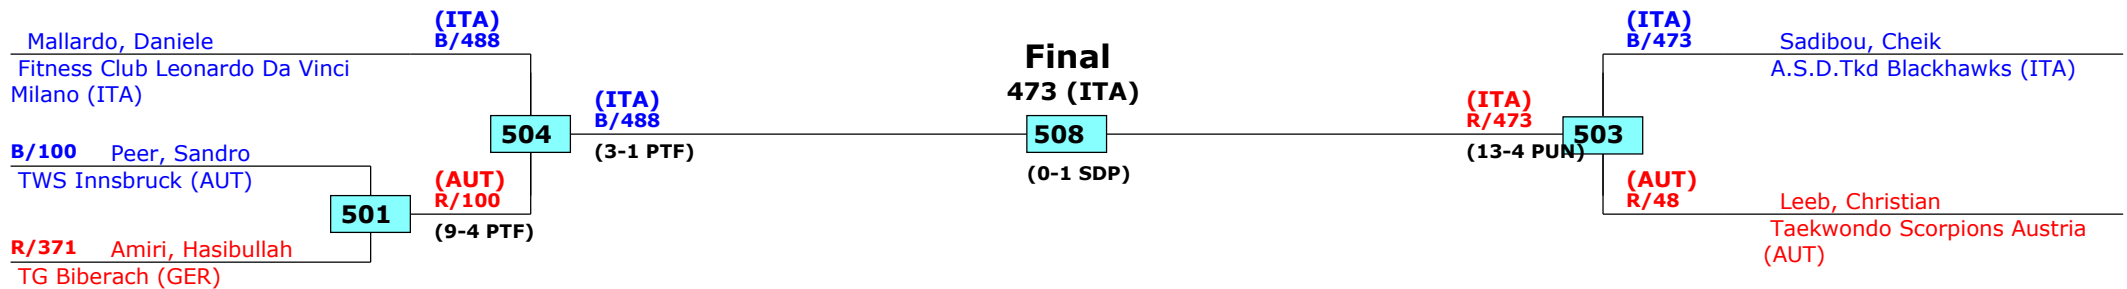 (ITA)
B/488
Mallardo, Daniele
Fitness Club Leonardo Da Vinci
Milano (ITA)
B/100 Peer, Sandro
TWS Innsbruck (AUT)
R/371 Amiri, Hasibullah
TG Biberach (GER)
501
(AUT)
R/100
(9-4 PTF)
504
(ITA)
B/488
(3-1 PTF)
Final
473 (ITA)
508
(0-1 SDP)
(ITA)
R/473
(13-4 PUN)
503
(ITA)
B/473
Sadibou, Cheik
A.S.D.Tkd Blackhawks (ITA)
(AUT)
R/48
Leeb, Christian
Taekwondo Scorpions Austria
(AUT)